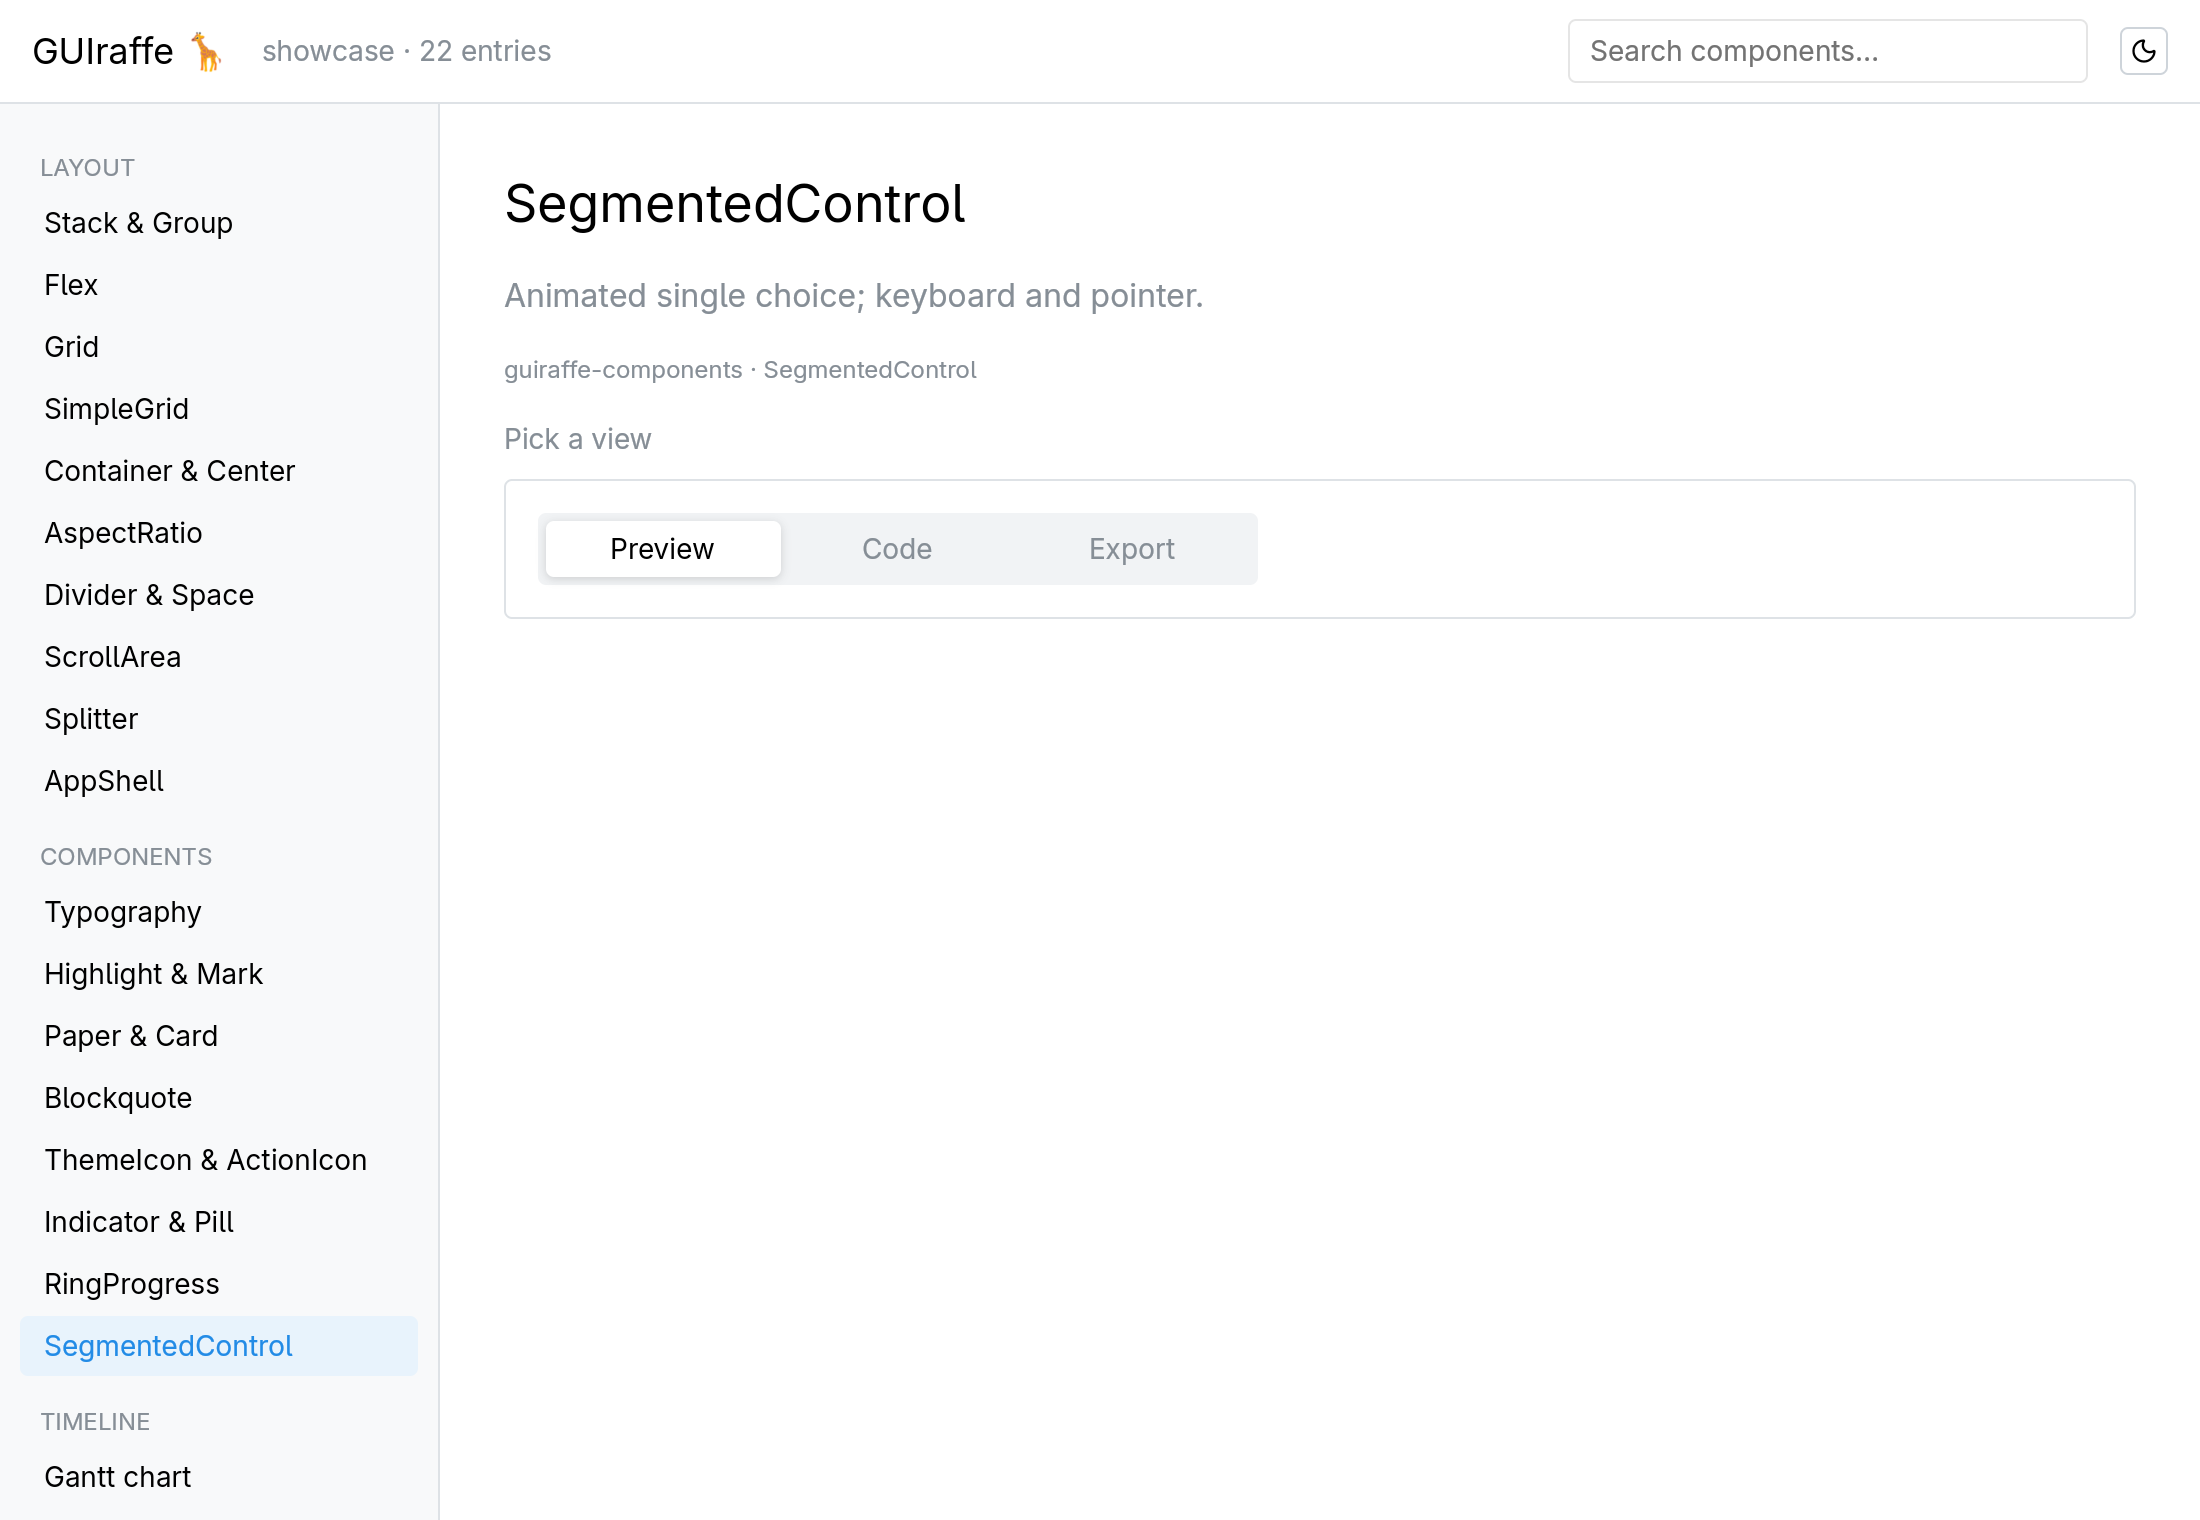 GUIraffe 🦒 showcase · 22 entries Search components...
LAYOUT
Stack & Group
Flex
Grid
SimpleGrid
Container & Center
AspectRatio
Divider & Space
ScrollArea
Splitter
AppShell
COMPONENTS
Typography
Highlight & Mark
Paper & Card
Blockquote
ThemeIcon & ActionIcon
Indicator & Pill
RingProgress
SegmentedControl
TIMELINE
Gantt chart
SegmentedControl
Animated single choice; keyboard and pointer.
guiraffe-components · SegmentedControl
Pick a view
Preview Code Export